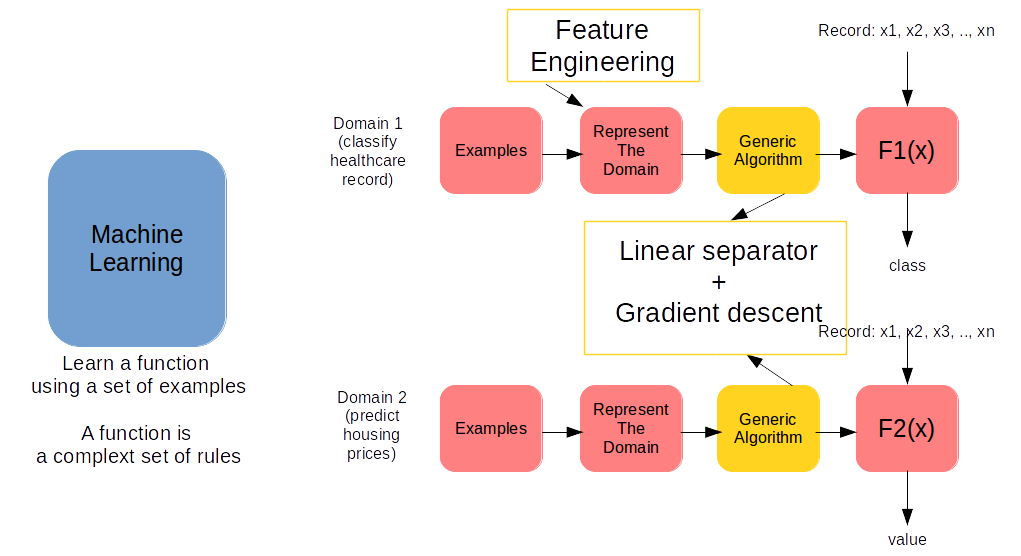 Feature
Engineering
Record: x1, x2, x3, .., xn
Domain 1
(classify
healthcare
record)
Examples
Represent
The
Domain
Generic
Algorithm
F1(x)
Machine
Learning
Linear separator
+
Gradient descent
class
Record: x1, x2, x3, .., xn
Learn a function
using a set of examples
A function is
a complext set of rules
Domain 2
(predict
housing
prices)
Examples
Represent
The
Domain
Generic
Algorithm
F2(x)
value